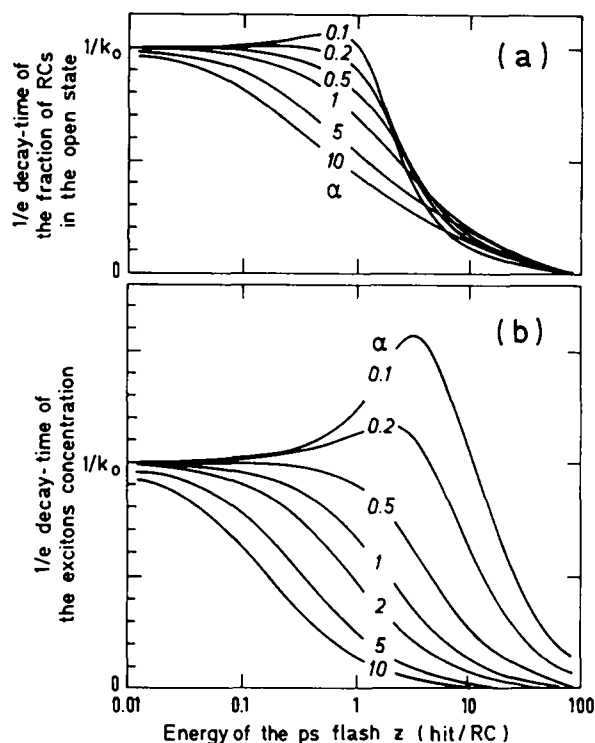 (a)
1/k₀
0.1
0.2
0.5
1
5
10
α
0
1/e decay-time of
the fraction of RCs
in the open state
(b)
α
0.1
0.2
1/k₀
0.5
1
2
5
10
0
1/e decay-time of
the excitons concentration
0.01
0.1
1
10
100
Energy of the ps flash z (hit/RC)